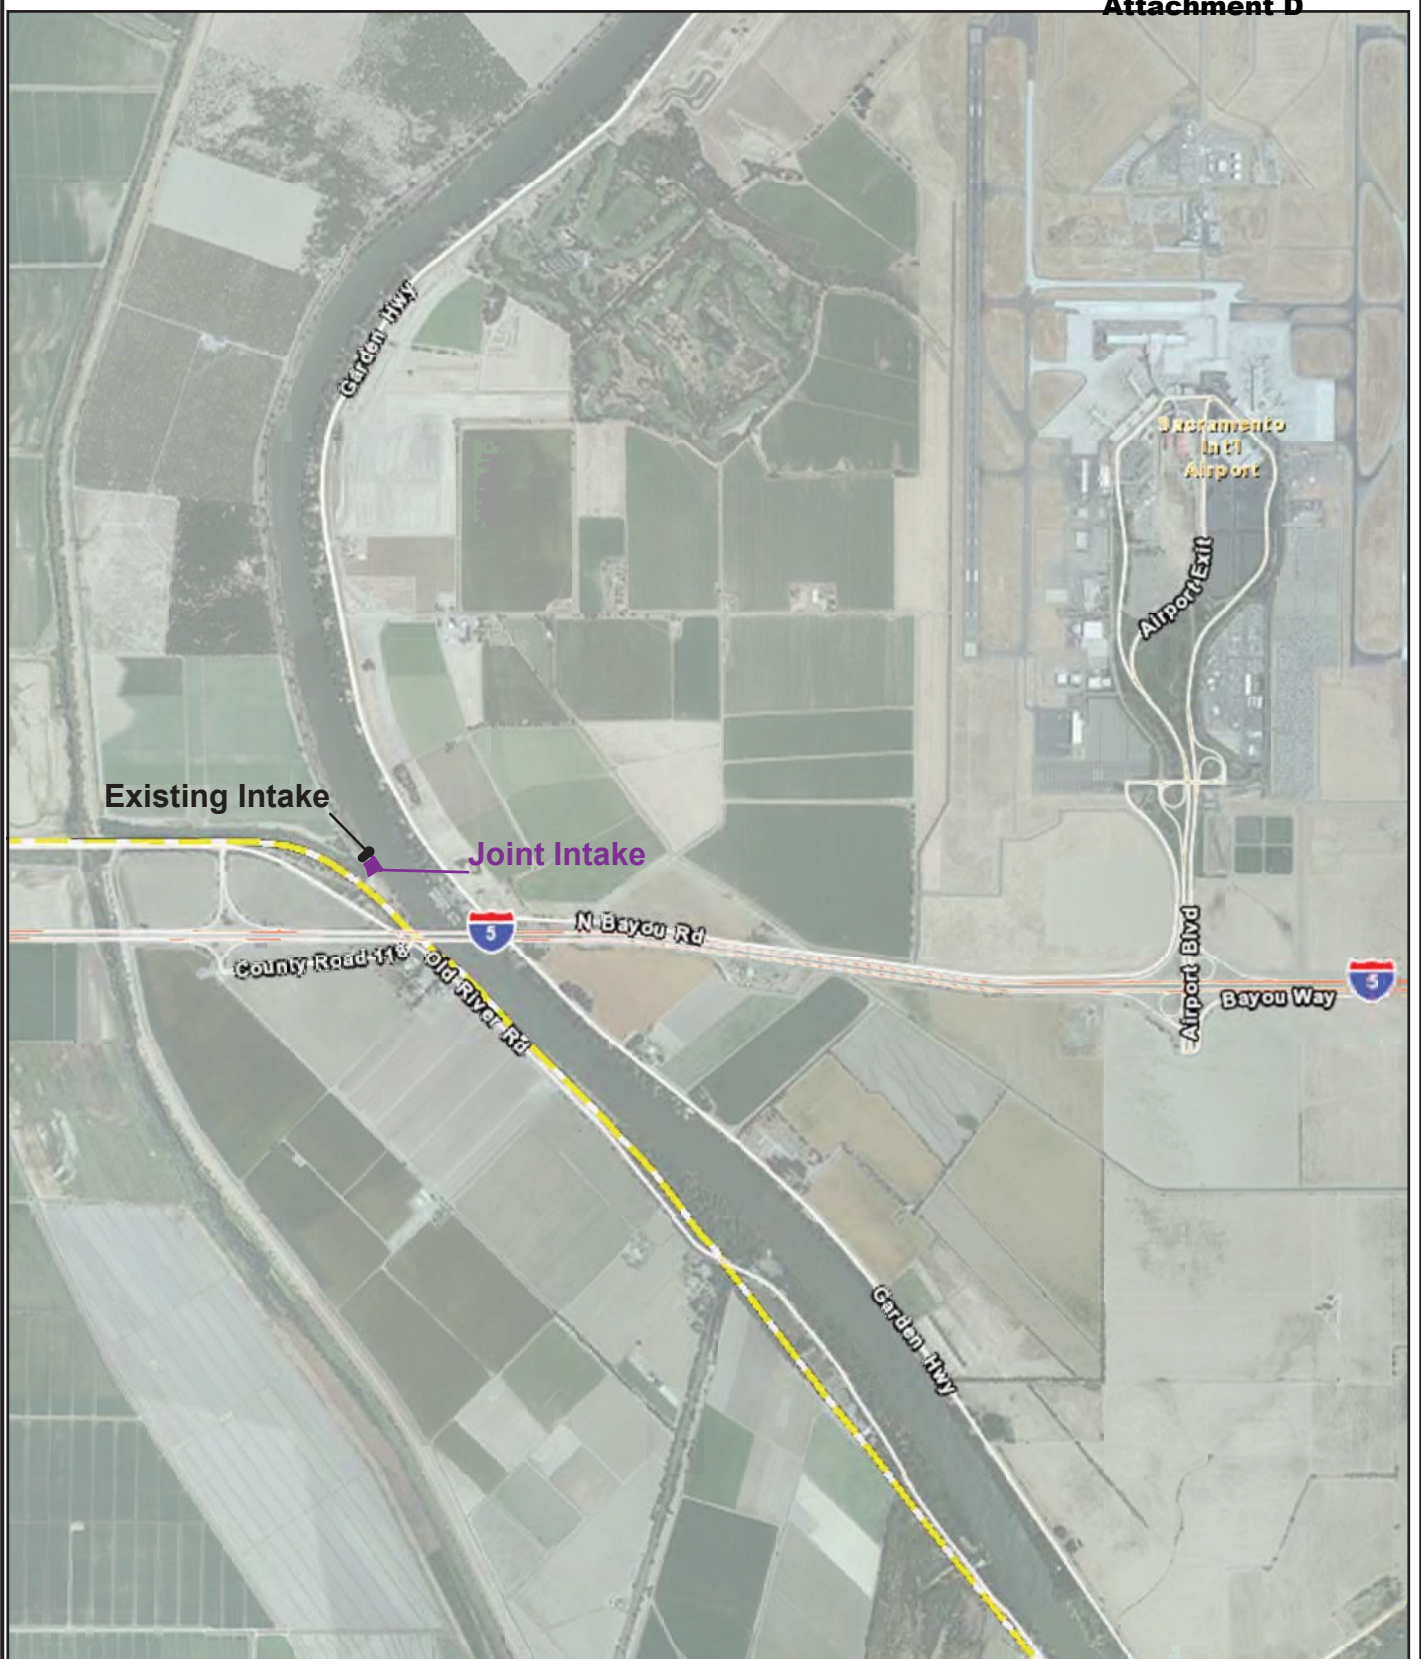 Attachment D
Garden Hwy
Sacramento
Int'l
Airport
Airport Exit
Existing Intake
Joint Intake
5
N Bayou Rd
County Road 118
Old River Rd
Airport Blvd
5
Bayou Way
Garden Hwy